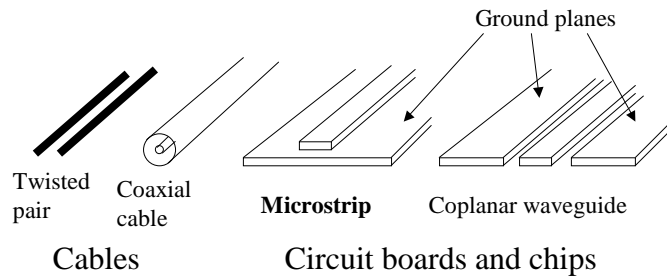 Ground planes
Twisted
pair
Coaxial
cable
Microstrip
Coplanar waveguide
Cables
Circuit boards and chips